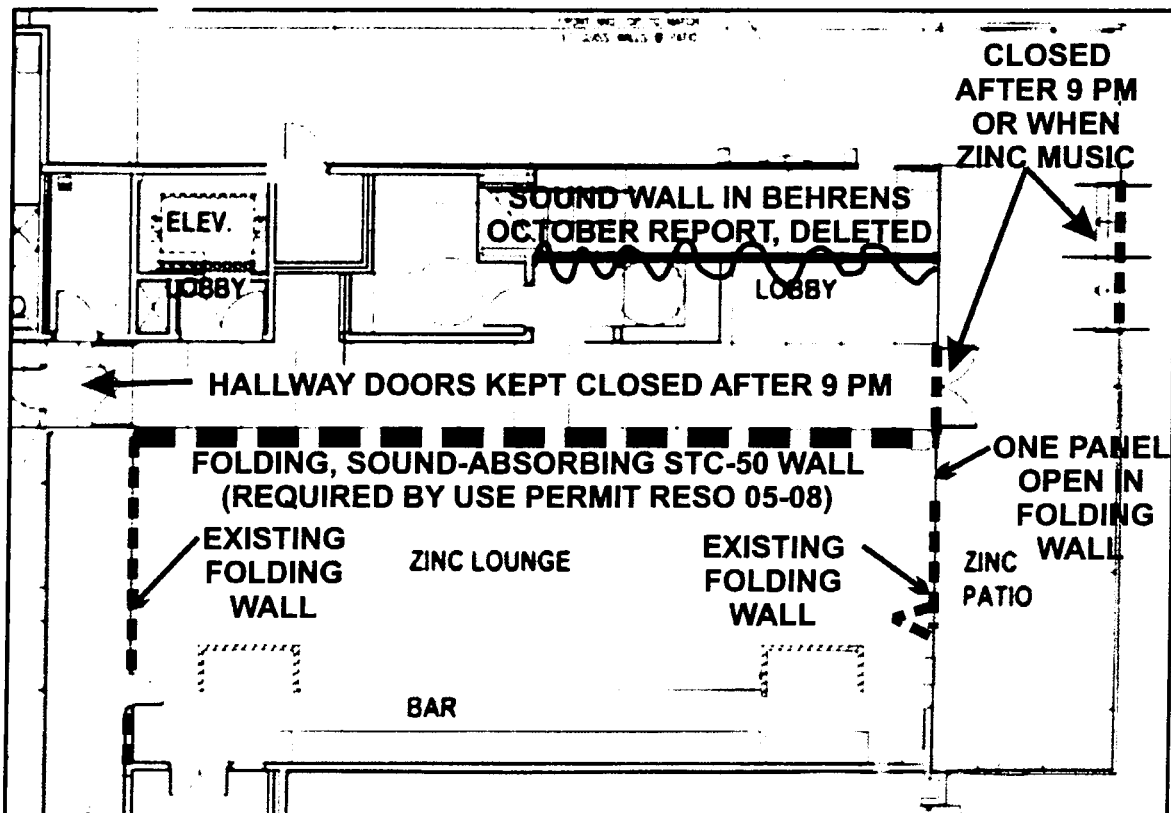 CLOSED
AFTER 9 PM
OR WHEN
ZINC MUSIC
SOUND WALL IN BEHRENS
OCTOBER REPORT, DELETED
ELEV.
LOBBY
LOBBY
HALLWAY DOORS KEPT CLOSED AFTER 9 PM
FOLDING, SOUND-ABSORBING STC-50 WALL
(REQUIRED BY USE PERMIT RESO 05-08)
ONE PANEL
OPEN IN
FOLDING
WALL
EXISTING
FOLDING
WALL
ZINC LOUNGE
EXISTING
FOLDING
WALL
ZINC
PATIO
BAR